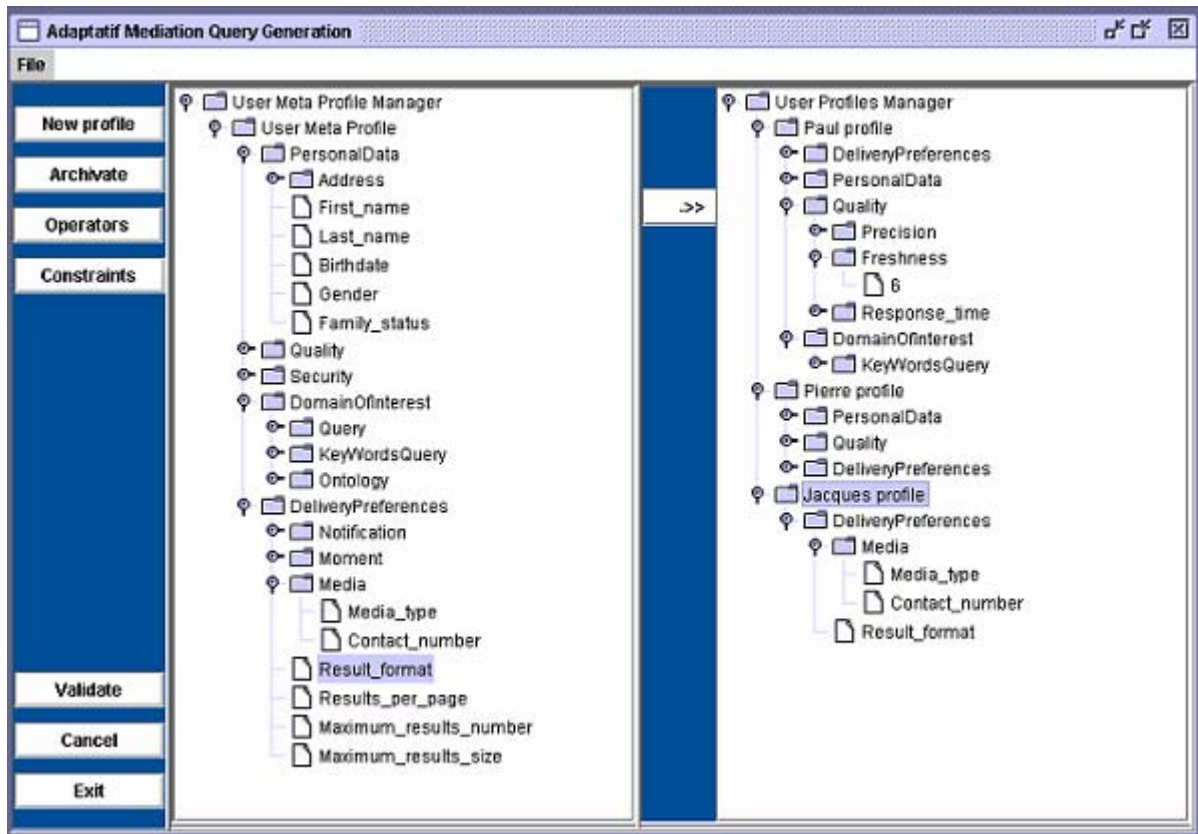 Adaptatif Mediation Query Generation
File
New profile
Archivate
Operators
Constraints
Validate
Cancel
Exit
User Meta Profile Manager
User Meta Profile
PersonalData
Address
First_name
Last_name
Birthdate
Gender
Family_status
Quality
Security
DomainOfInterest
Query
KeyWordsQuery
Ontology
DeliveryPreferences
Notification
Moment
Media
Media_type
Contact_number
Result_format
Results_per_page
Maximum_results_number
Maximum_results_size
.>>
User Profiles Manager
Paul profile
DeliveryPreferences
PersonalData
Quality
Precision
Freshness
6
Response_time
DomainOfInterest
KeyWordsQuery
Pierre profile
PersonalData
Quality
DeliveryPreferences
Jacques profile
DeliveryPreferences
Media
Media_type
Contact_number
Result_format